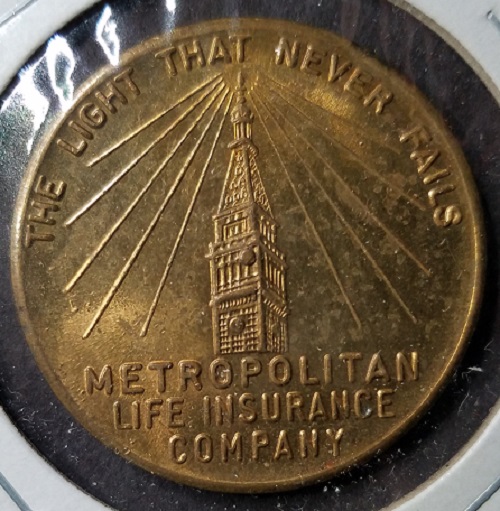 THE LIGHT THAT NEVER FAILS
METROPOLITAN
LIFE INSURANCE
COMPANY